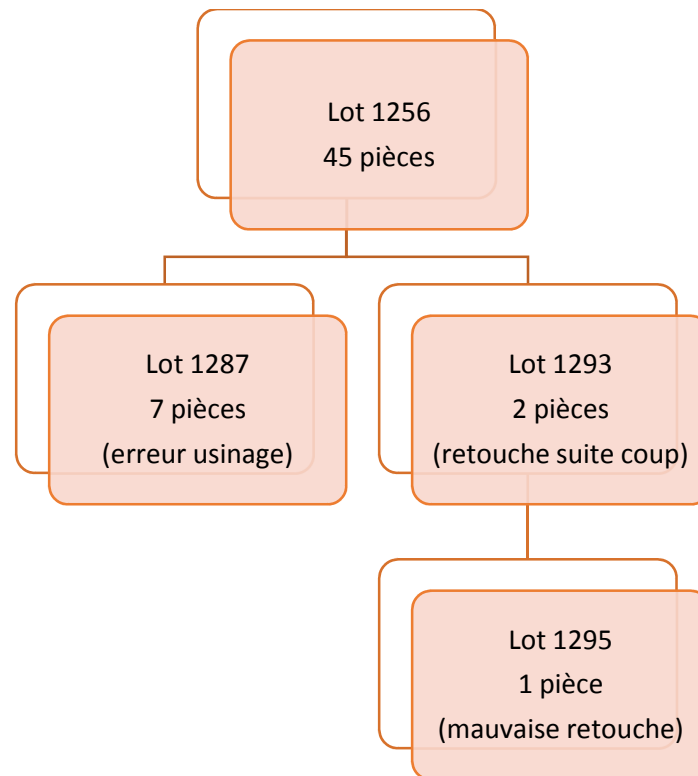 Lot 1256
45 pièces
Lot 1287
7 pièces
(erreur usinage)
Lot 1293
2 pièces
(retouche suite coup)
Lot 1295
1 pièce
(mauvaise retouche)